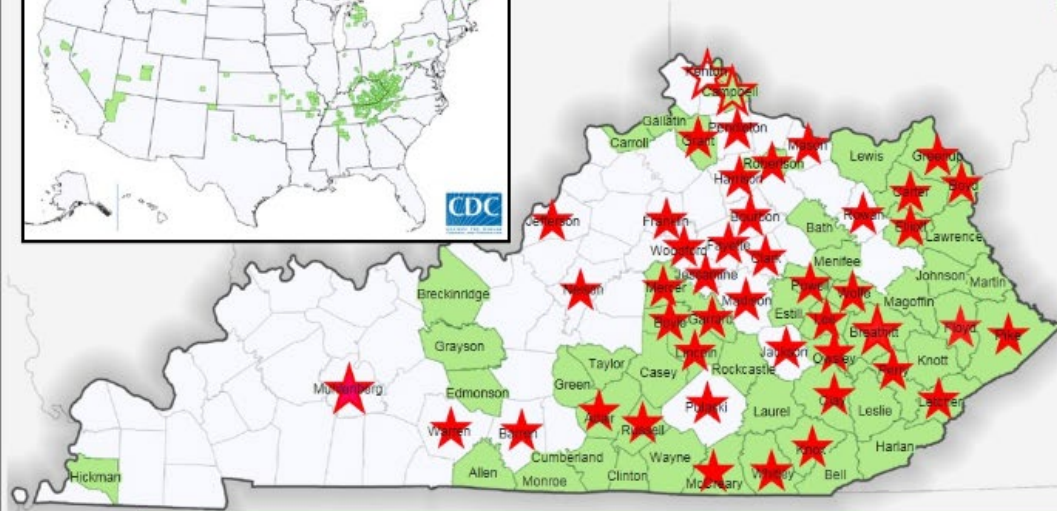 CDC
Kenton
Campbell
Gallatin
Pendleton
Carroll
Grant
Mason
Robertson
Lewis
Greenup
Harrison
Carter
Boyd
Jefferson
Franklin
Bourbon
Rowan
Elliott
Bath
Lawrence
Woodford
Fayette
Clark
Menifee
Jessamine
Johnson
Martin
Breckinridge
Nelson
Mercer
Madison
Powell
Wolfe
Magoffin
Boyle
Garrard
Estill
Lee
Breathitt
Floyd
Pike
Grayson
Lincoln
Jackson
Owsley
Knott
Taylor
Casey
Rockcastle
Perry
Muhlenberg
Edmonson
Green
Adair
Pulaski
Laurel
Clay
Leslie
Letcher
Warren
Barren
Russell
Knox
Harlan
Hickman
Allen
Cumberland
Monroe
Clinton
Wayne
McCreary
Whitley
Bell